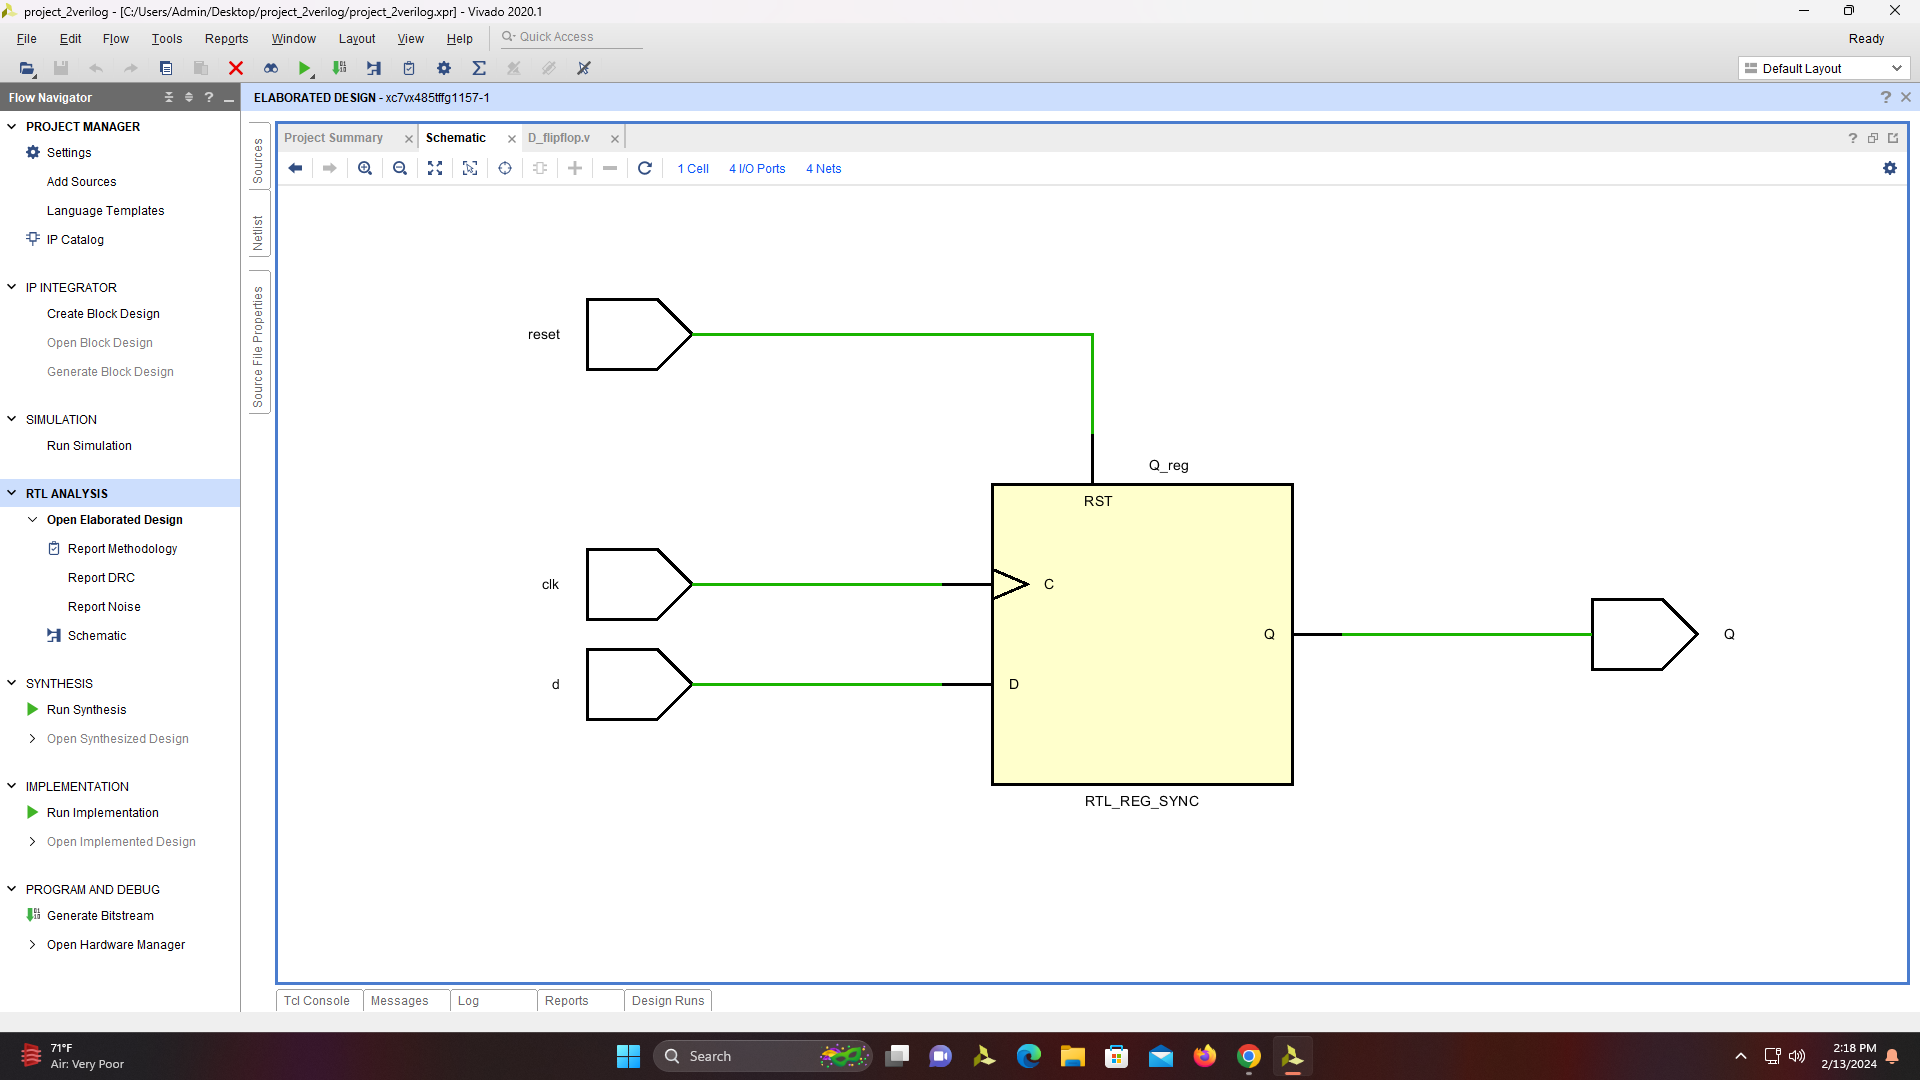 project_2verilog - [C:/Users/Admin/Desktop/project_2verilog/project_2verilog.xpr] - Vivado 2020.1
File Edit Flow Tools Reports Window Layout View Help Quick Access Ready
Default Layout
Flow Navigator
ELABORATED DESIGN - xc7vx485tffg1157-1
PROJECT MANAGER
Settings
Add Sources
Language Templates
IP Catalog
IP INTEGRATOR
Create Block Design
Open Block Design
Generate Block Design
SIMULATION
Run Simulation
RTL ANALYSIS
Open Elaborated Design
Report Methodology
Report DRC
Report Noise
Schematic
SYNTHESIS
Run Synthesis
Open Synthesized Design
IMPLEMENTATION
Run Implementation
Open Implemented Design
PROGRAM AND DEBUG
Generate Bitstream
Open Hardware Manager
Sources
Netlist
Source File Properties
Project Summary Schematic D_flipflop.v
1 Cell 4 I/O Ports 4 Nets
reset
Q_reg
RST
clk
C
Q
Q
d
D
RTL_REG_SYNC
Tcl Console Messages Log Reports Design Runs
71°F
Air: Very Poor
Search
2:18 PM
2/13/2024